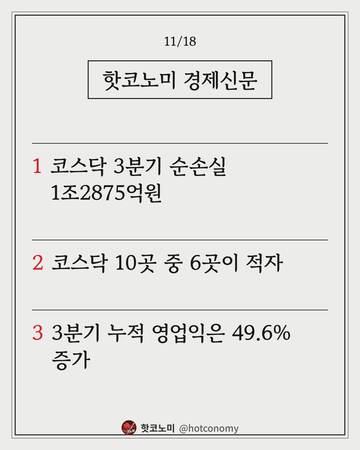 11/18
핫코노미 경제신문
1 코스닥 3분기 순손실
1조2875억원
2 코스닥 10곳 중 6곳이 적자
3 3분기 누적 영업익은 49.6%
증가
핫코노미 @hotconomy